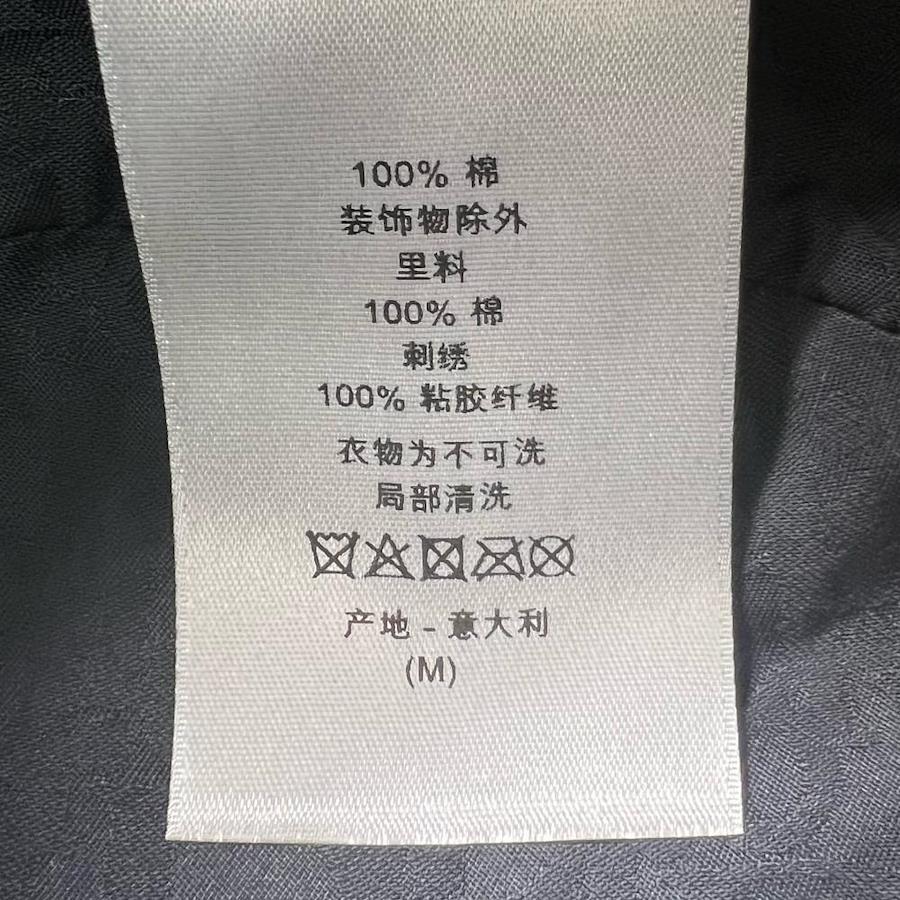 100% 棉
装饰物除外
里料
100% 棉
刺绣
100% 粘胶纤维
衣物为不可洗
局部清洗
产地 - 意大利
(M)